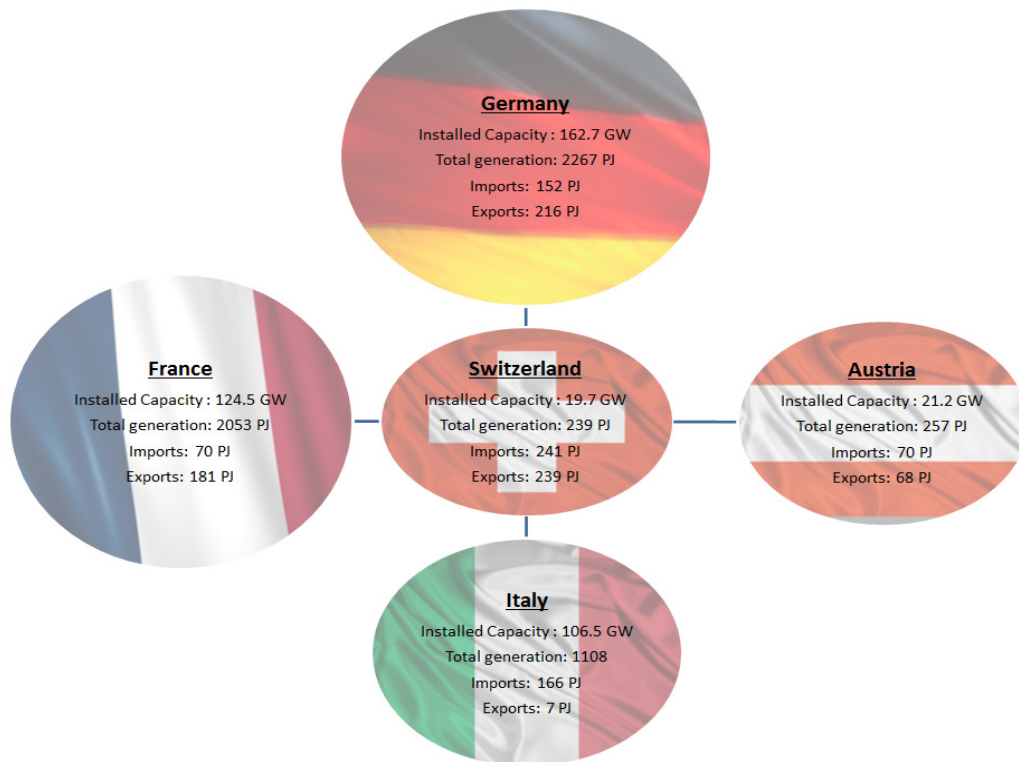 Germany
Installed Capacity : 162.7 GW
Total generation: 2267 PJ
Imports: 152 PJ
Exports: 216 PJ
France
Installed Capacity : 124.5 GW
Total generation: 2053 PJ
Imports: 70 PJ
Exports: 181 PJ
Switzerland
Installed Capacity : 19.7 GW
Total generation: 239 PJ
Imports: 241 PJ
Exports: 239 PJ
Austria
Installed Capacity : 21.2 GW
Total generation: 257 PJ
Imports: 70 PJ
Exports: 68 PJ
Italy
Installed Capacity : 106.5 GW
Total generation: 1108
Imports: 166 PJ
Exports: 7 PJ